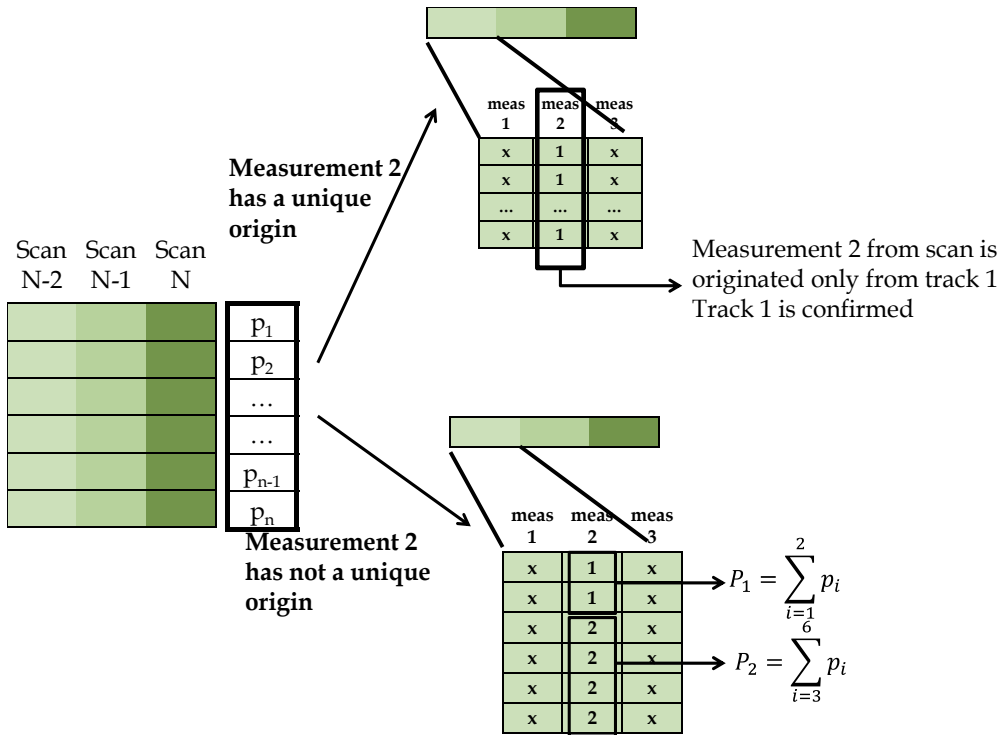 meas meas meas
1 2 3
x 1 x
x 1 x
... ... ...
x 1 x
Measurement 2
has a unique
origin
Measurement 2 from scan is
originated only from track 1
Track 1 is confirmed
Scan Scan Scan
N-2 N-1 N
p1
p2
...
...
pn-1
pn
Measurement 2
has not a unique
origin
meas meas meas
1 2 3
x 1 x
x 1 x
x 2 x
x 2 x
x 2 x
x 2 x
P1 = ∑_{i=1}^{2} pi
P2 = ∑_{i=3}^{6} pi